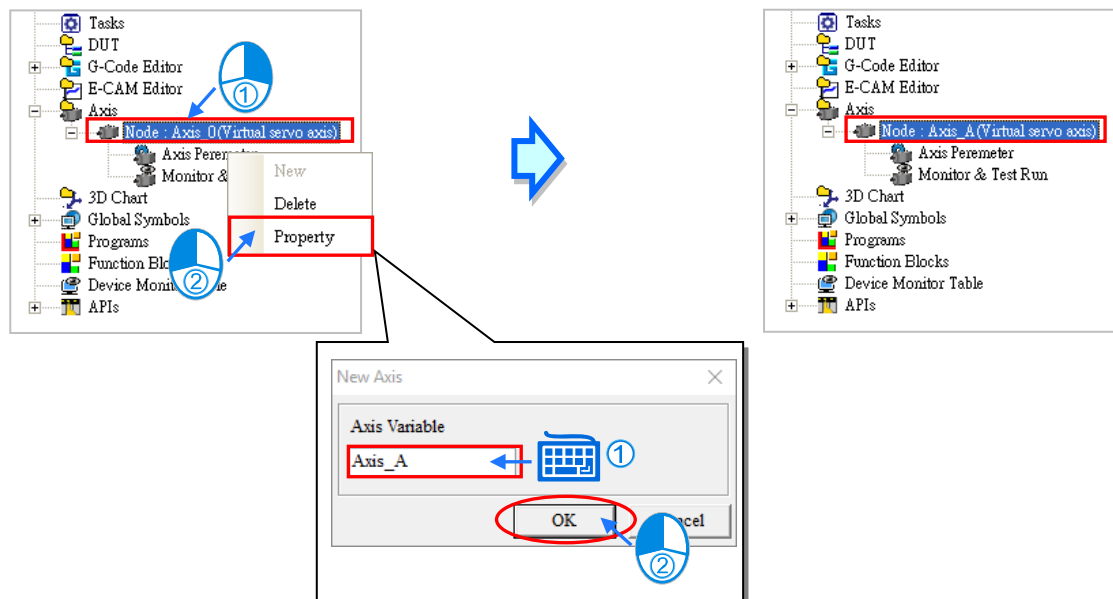 Tasks
DUT
G-Code Editor
E-CAM Editor
Axis
Node : Axis_0(Virtual servo axis)
Axis Peremeter
Monitor &
3D Chart
Global Symbols
Programs
Function Blo
Device Monit
e
APIs
①
New
Delete
Property
②
Tasks
DUT
G-Code Editor
E-CAM Editor
Axis
Node : Axis_A(Virtual servo axis)
Axis Peremeter
Monitor & Test Run
3D Chart
Global Symbols
Programs
Function Blocks
Device Monitor Table
APIs
New Axis
Axis Variable
Axis_A
①
OK
cel
②